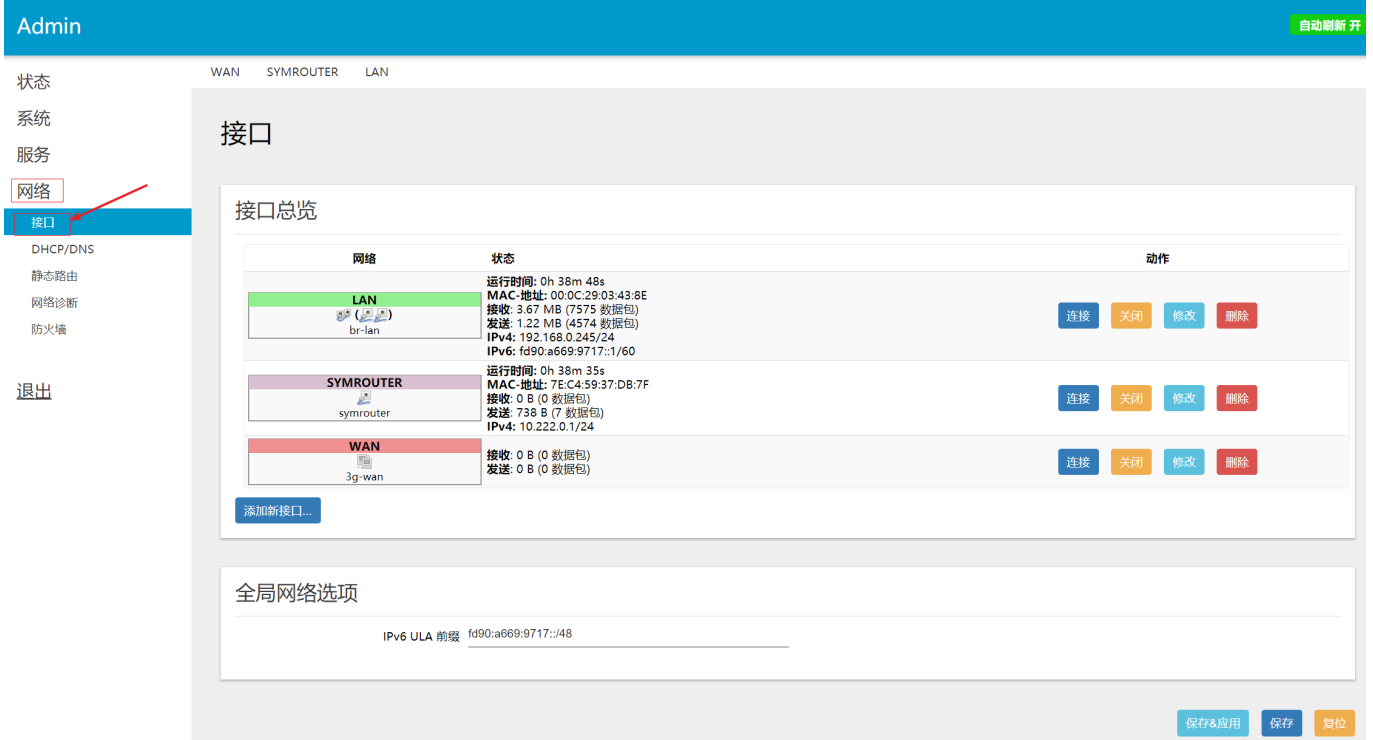 Admin
自动刷新 开
状态
系统
服务
网络
接口
DHCP/DNS
静态路由
网络诊断
防火墙
退出
WAN SYMROUTER LAN
接口
接口总览
网络 状态 动作
LAN
br-lan
运行时间: 0h 38m 48s
MAC-地址: 00:0C:29:03:43:8E
接收: 3.67 MB (7575 数据包)
发送: 1.22 MB (4574 数据包)
IPv4: 192.168.0.245/24
IPv6: fd90:a669:9717::1/60
连接 关闭 修改 删除
SYMROUTER
symrouter
运行时间: 0h 38m 35s
MAC-地址: 7E:C4:59:37:DB:7F
接收: 0 B (0 数据包)
发送: 738 B (7 数据包)
IPv4: 10.222.0.1/24
连接 关闭 修改 删除
WAN
3g-wan
接收: 0 B (0 数据包)
发送: 0 B (0 数据包)
连接 关闭 修改 删除
添加新接口...
全局网络选项
IPv6 ULA 前缀 fd90:a669:9717::/48
保存&应用 保存 复位